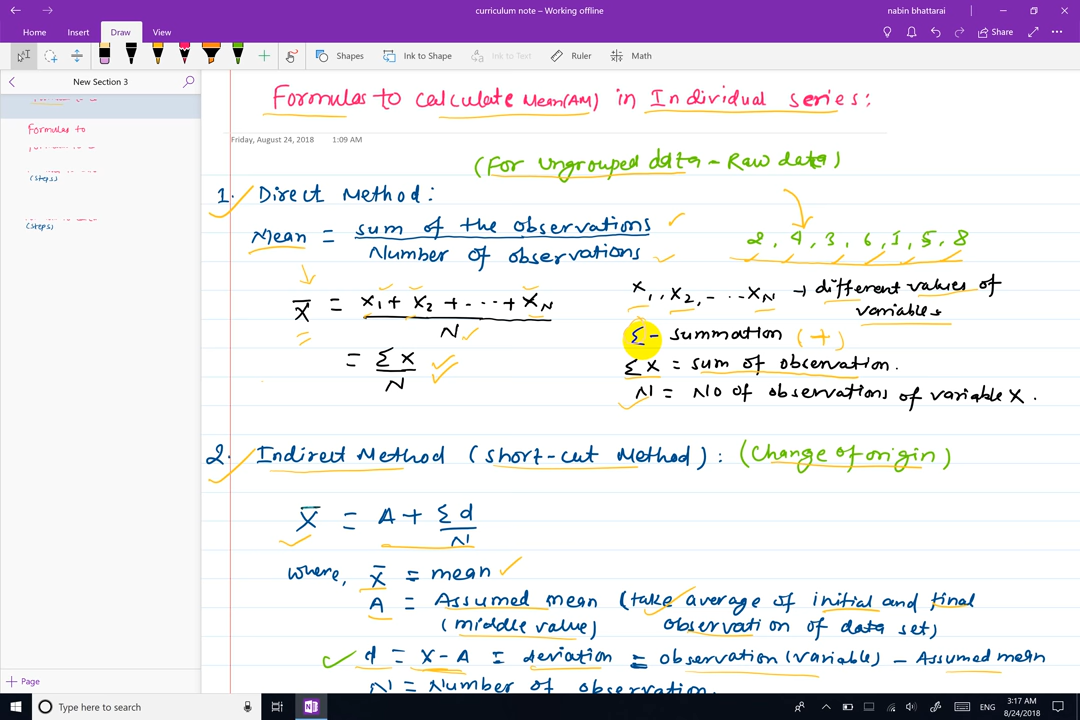 curriculum note – Working offline
nabin bhattarai
Home
Insert
Draw
View
Share
Shapes
Ink to Shape
Ink to Text
Ruler
Math
New Section 3
Formulas to
(steps)
(steps)
Page
Formulas to calculate Mean(AM) in Individual series:
Friday, August 24, 2018
1:09 AM
(For Ungrouped data - Raw data)
1. Direct Method:
Mean = sum of the observations
Number of observations
2, 4, 3, 6, 1, 5, 8
X̄ = x1 + x2 + ---- + xN
N
x1, x2, - .. xN → different values of
variables
= Σx
N
Σ - summation (+)
Σx = sum of observation.
N = No of observations of variable X.
2. Indirect Method (short-cut Method): (Change of origin)
X̄ = A + Σd
N
where, X̄ = mean
A = Assumed mean (take average of initial and final
(middle value) observation of data set)
d = X - A = deviation = observation (variable) - Assumed mean
N = Number of observation.
Type here to search
ENG
3:17 AM
8/24/2018